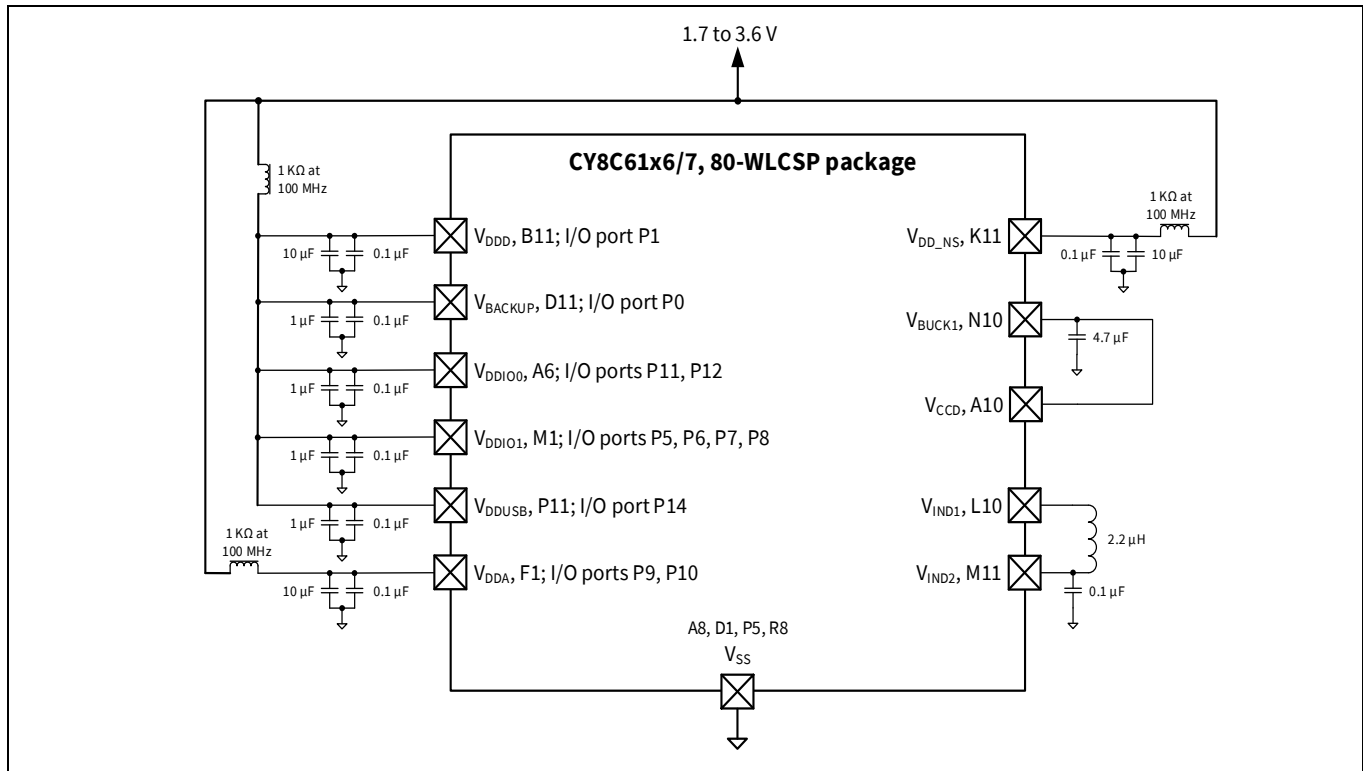 1.7 to 3.6 V
CY8C61x6/7, 80-WLCSP package
1 KΩ at
100 MHz
VDDD, B11; I/O port P1
10 µF
0.1 µF
VBACKUP, D11; I/O port P0
1 µF
0.1 µF
VDDIO0, A6; I/O ports P11, P12
1 µF
0.1 µF
VDDIO1, M1; I/O ports P5, P6, P7, P8
1 µF
0.1 µF
VDDUSB, P11; I/O port P14
1 µF
0.1 µF
1 KΩ at
100 MHz
VDDA, F1; I/O ports P9, P10
10 µF
0.1 µF
1 KΩ at
100 MHz
VDD_NS, K11
0.1 µF
10 µF
VBUCK1, N10
4.7 µF
VCCD, A10
VIND1, L10
2.2 µH
VIND2, M11
0.1 µF
A8, D1, P5, R8
VSS